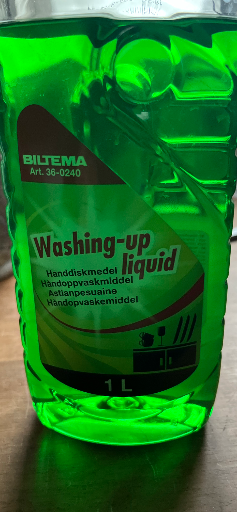 BILTEMA
Art. 36-0240
Washing-up
liquid
Handdiskmedel
Håndoppvaskmiddel
Astianpesuaine
Håndopvaskemiddel
1 L